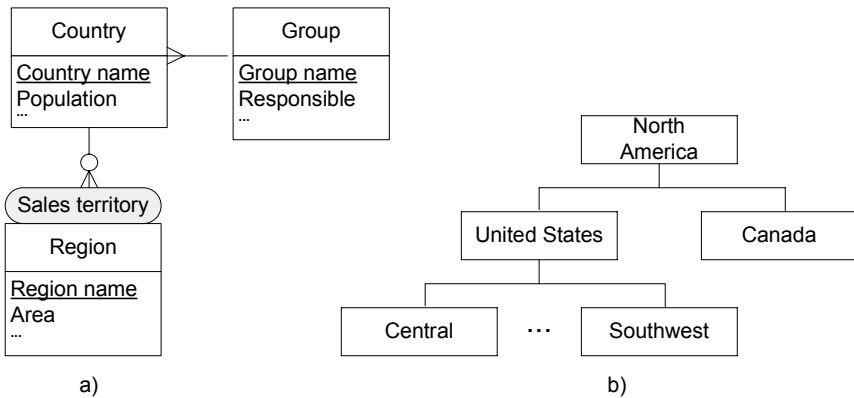 Country
Country name
Population
...
Group
Group name
Responsible
...
Sales territory
Region
Region name
Area
...
a)
North
America
United States
Canada
Central
...
Southwest
b)